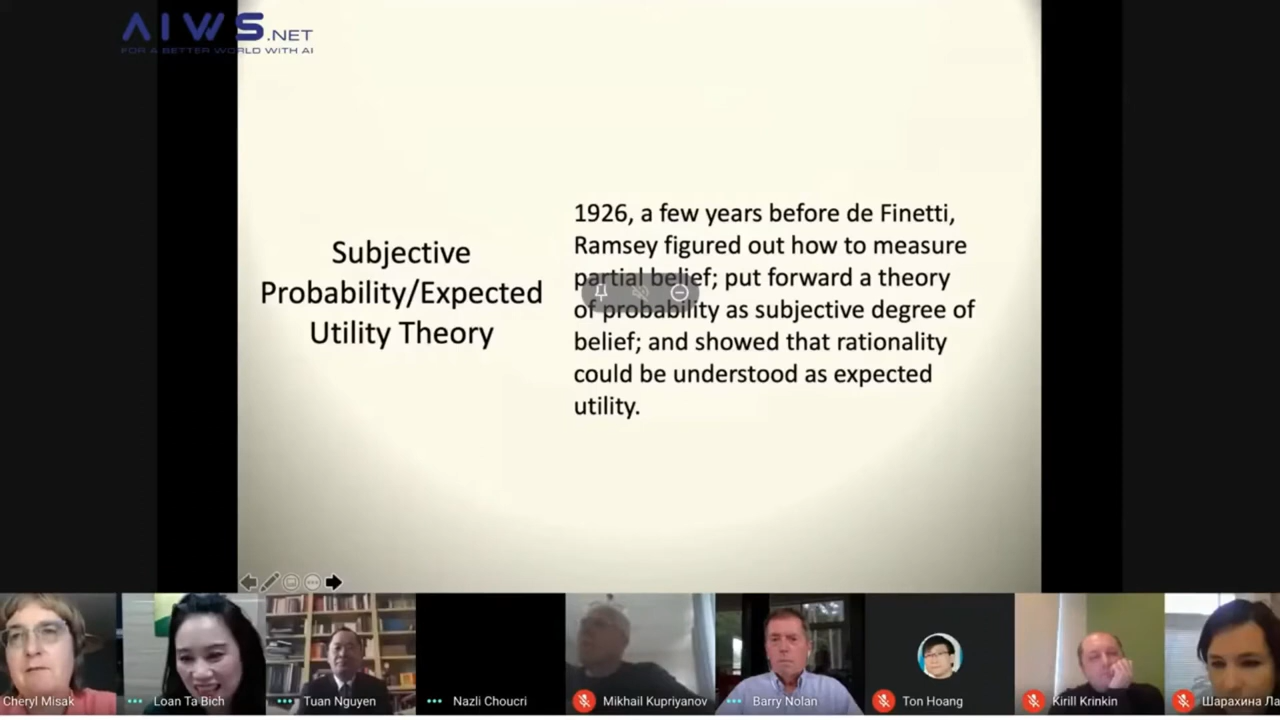 AIWS.NET
FOR A BETTER WORLD WITH AI
Subjective
Probability/Expected
Utility Theory
1926, a few years before de Finetti,
Ramsey figured out how to measure
partial belief; put forward a theory
of probability as subjective degree of
belief; and showed that rationality
could be understood as expected
utility.
Cheryl Misak
Loan Ta Bich
Tuan Nguyen
Nazli Choucri
Mikhail Kupriyanov
Barry Nolan
Ton Hoang
Kirill Krinkin
Шарахина Ла